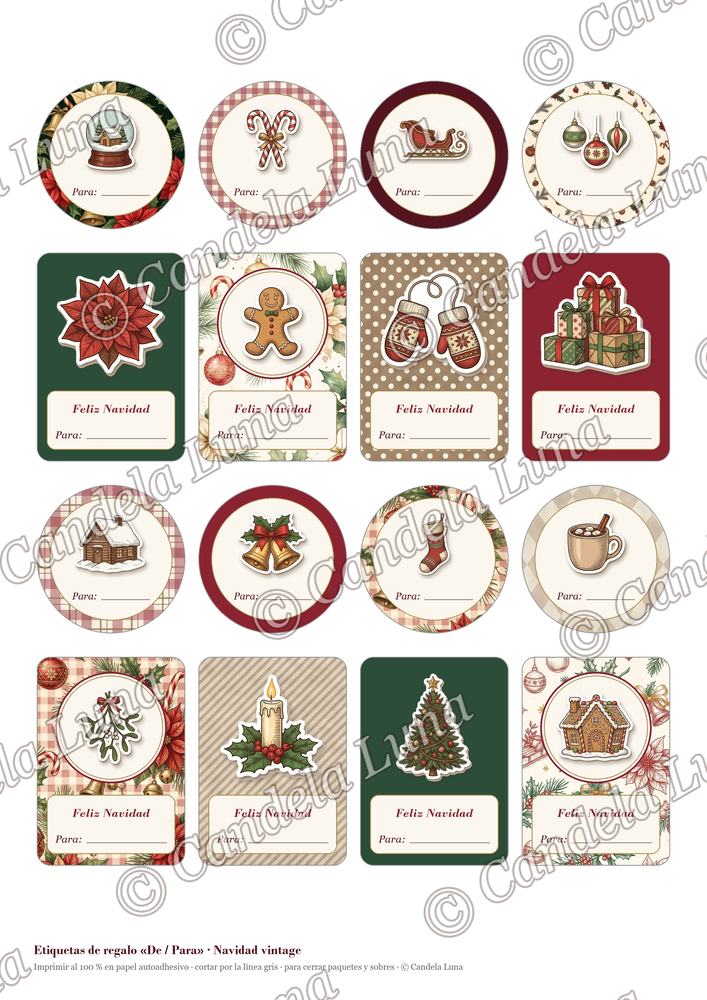 © Candela Luna
© Candela Luna
Para: ________
Para: ________
Para: ________
Para: ________
Feliz Navidad
Para: ________
Feliz Navidad
Para: ________
Feliz Navidad
Para: ________
Feliz Navidad
Para: ________
Para: ________
Para: ________
Para: ________
Para: ________
Feliz Navidad
Para: ________
Feliz Navidad
Para: ________
Feliz Navidad
Para: ________
Feliz Navidad
Para: ________
Etiquetas de regalo «De / Para» · Navidad vintage
Imprimir al 100 % en papel autoadhesivo · cortar por la línea gris · para cerrar paquetes y sobres · © Candela Luna